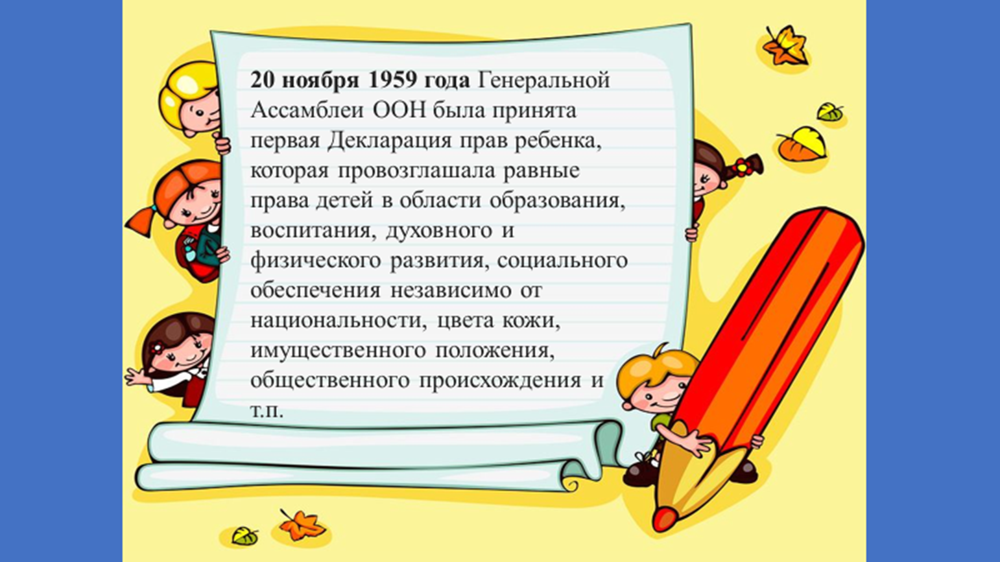 20 ноября 1959 года Генеральной
Ассамблеи ООН была принята
первая Декларация прав ребенка,
которая провозглашала равные
права детей в области образования,
воспитания, духовного и
физического развития, социального
обеспечения независимо от
национальности, цвета кожи,
имущественного положения,
общественного происхождения и
т.п.